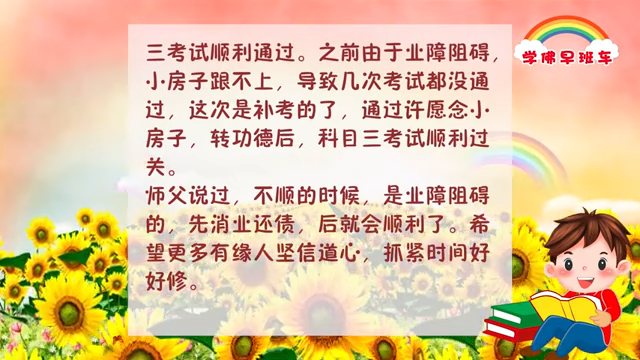 学佛早班车
三考试顺利通过。之前由于业障阻碍，
小房子跟不上，导致几次考试都没通
过，这次是补考的了，通过许愿念小
房子，转功德后，科目三考试顺利过
关。
师父说过，不顺的时候，是业障阻碍
的，先消业还债，后就会顺利了。希
望更多有缘人坚信道心，抓紧时间好
好修。